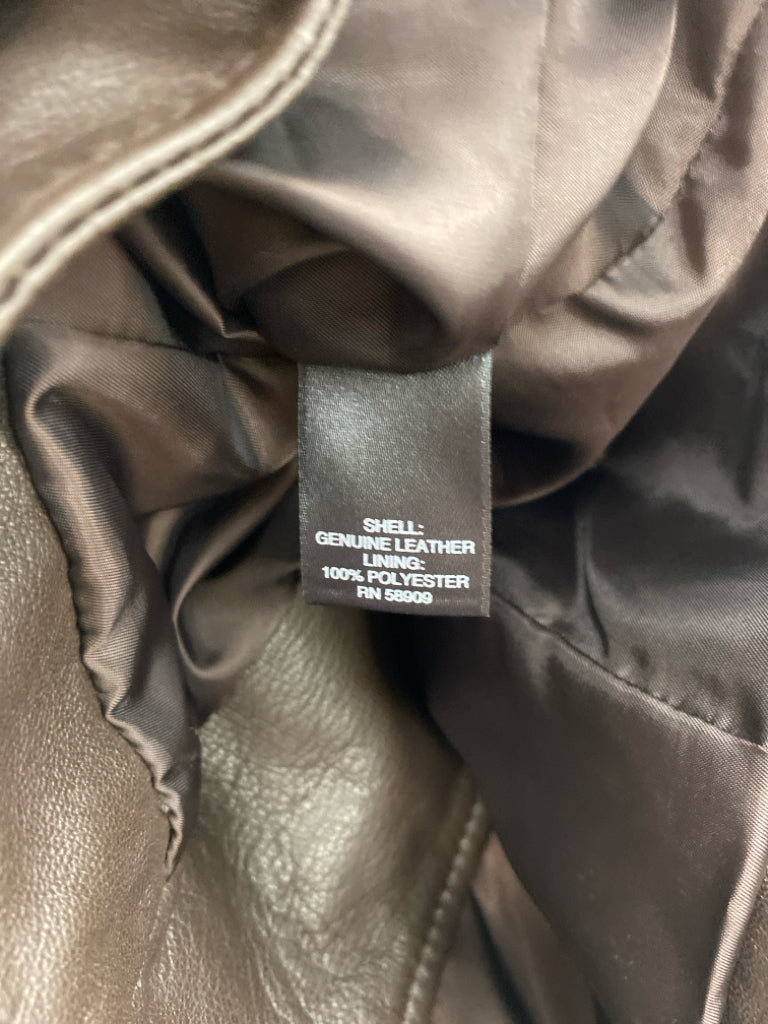 SHELL:
GENUINE LEATHER
LINING:
100% POLYESTER
RN 58909